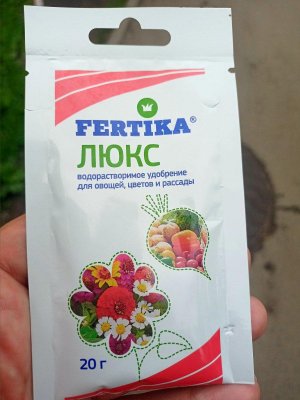 FERTIKA®
ЛЮКС
водорастворимое удобрение
для овощей, цветов и рассады
20 г